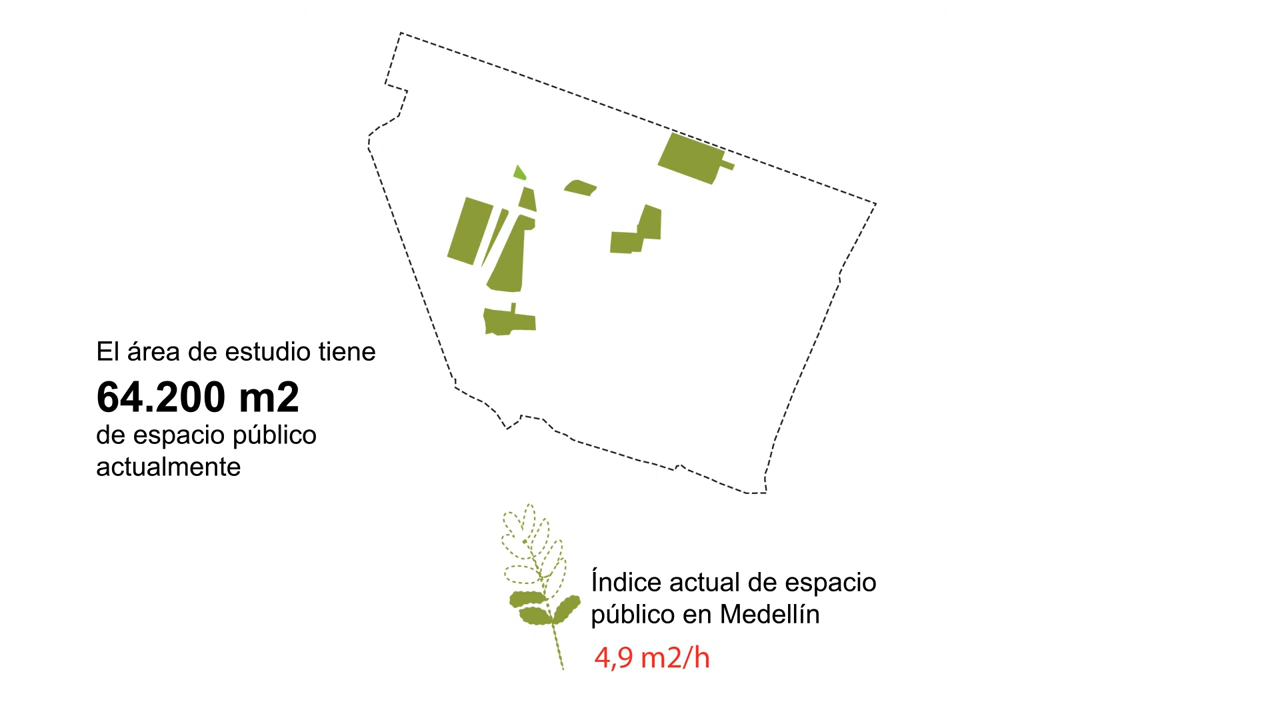 El área de estudio tiene
64.200 m2
de espacio público
actualmente
Índice actual de espacio
público en Medellín
4,9 m2/h